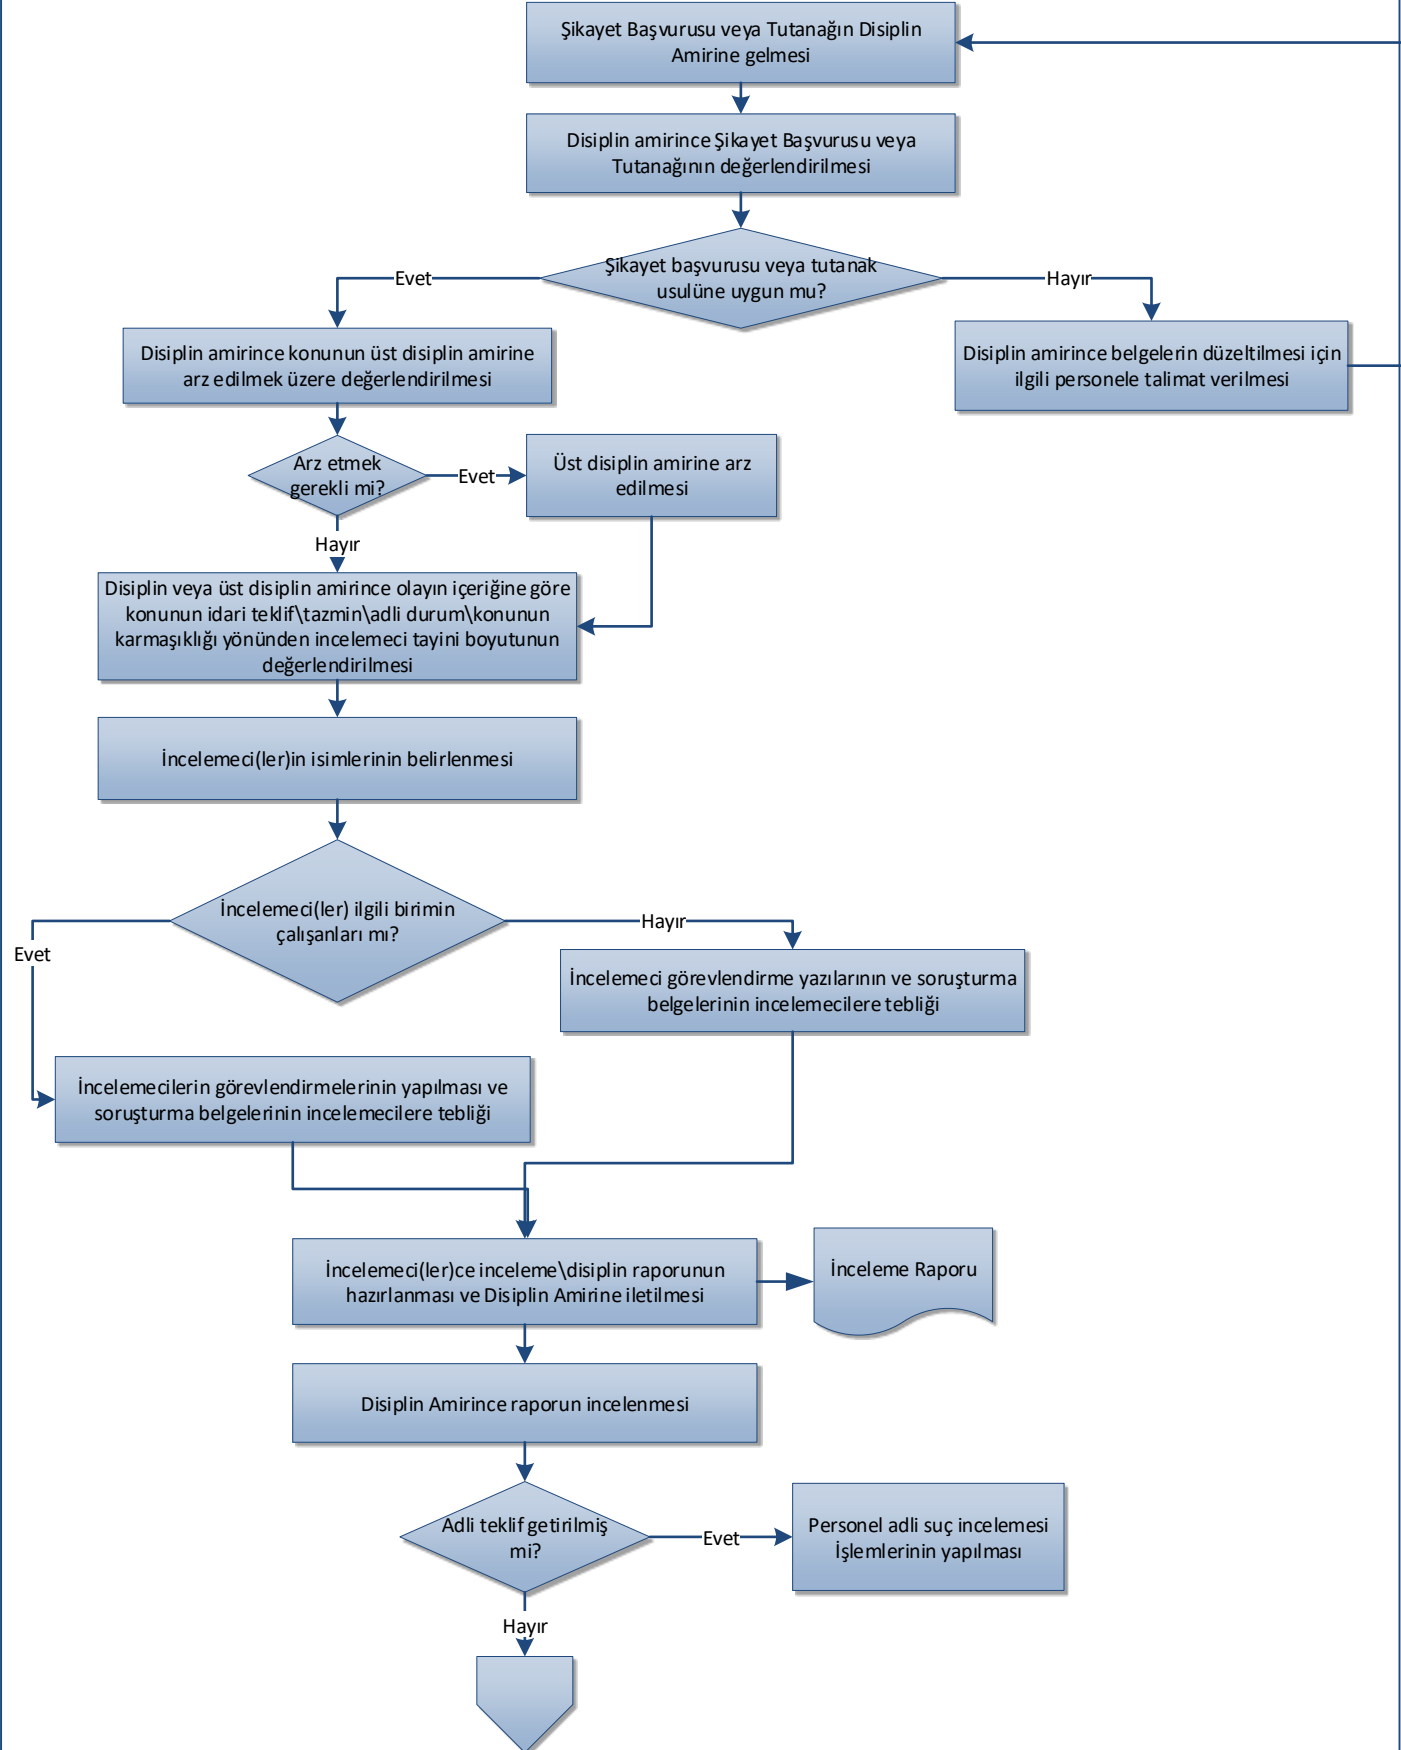 Şikayet Başvurusu veya Tutanağın Disiplin
Amirine gelmesi
Disiplin amirince Şikayet Başvurusu veya
Tutanağının değerlendirilmesi
Şikayet başvurusu veya tutanak
usulüne uygun mu?
Evet
Hayır
Disiplin amirince konunun üst disiplin amirine
arz edilmek üzere değerlendirilmesi
Disiplin amirince belgelerin düzeltilmesi için
ilgili personele talimat verilmesi
Arz etmek
gerekli mi?
Evet
Üst disiplin amirine arz
edilmesi
Hayır
Disiplin veya üst disiplin amirince olayın içeriğine göre
konunun idari teklif\tazmin\adli durum\konunun
karmaşıklığı yönünden incelemeci tayini boyutunun
değerlendirilmesi
İncelemeci(ler)in isimlerinin belirlenmesi
İncelemeci(ler) ilgili birimin
çalışanları mı?
Hayır
Evet
İncelemeci görevlendirme yazılarının ve soruşturma
belgelerinin incelemecilere tebliği
İncelemecilerin görevlendirmelerinin yapılması ve
soruşturma belgelerinin incelemecilere tebliği
İncelemeci(ler)ce inceleme\disiplin raporunun
hazırlanması ve Disiplin Amirine iletilmesi
İnceleme Raporu
Disiplin Amirince raporun incelenmesi
Adli teklif getirilmiş
mi?
Evet
Personel adli suç incelemesi
İşlemlerinin yapılması
Hayır